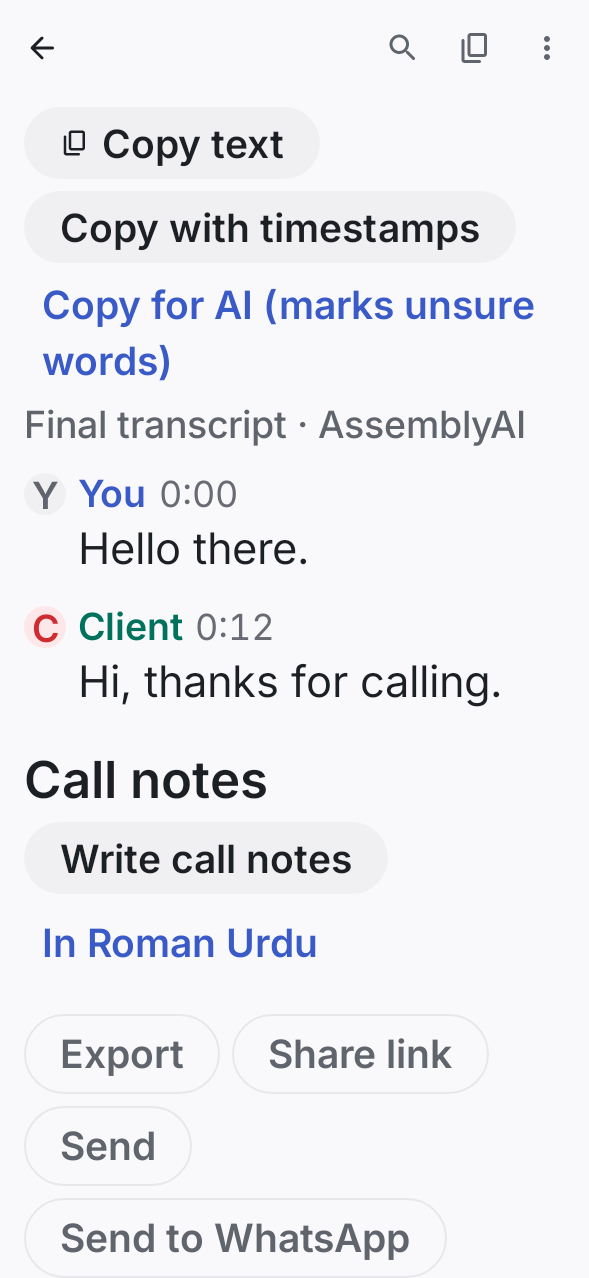 Copy text
Copy with timestamps
Copy for AI (marks unsure
words)
Final transcript · AssemblyAI
Y You 0:00
Hello there.
C Client 0:12
Hi, thanks for calling.
Call notes
Write call notes
In Roman Urdu
Export Share link
Send
Send to WhatsApp